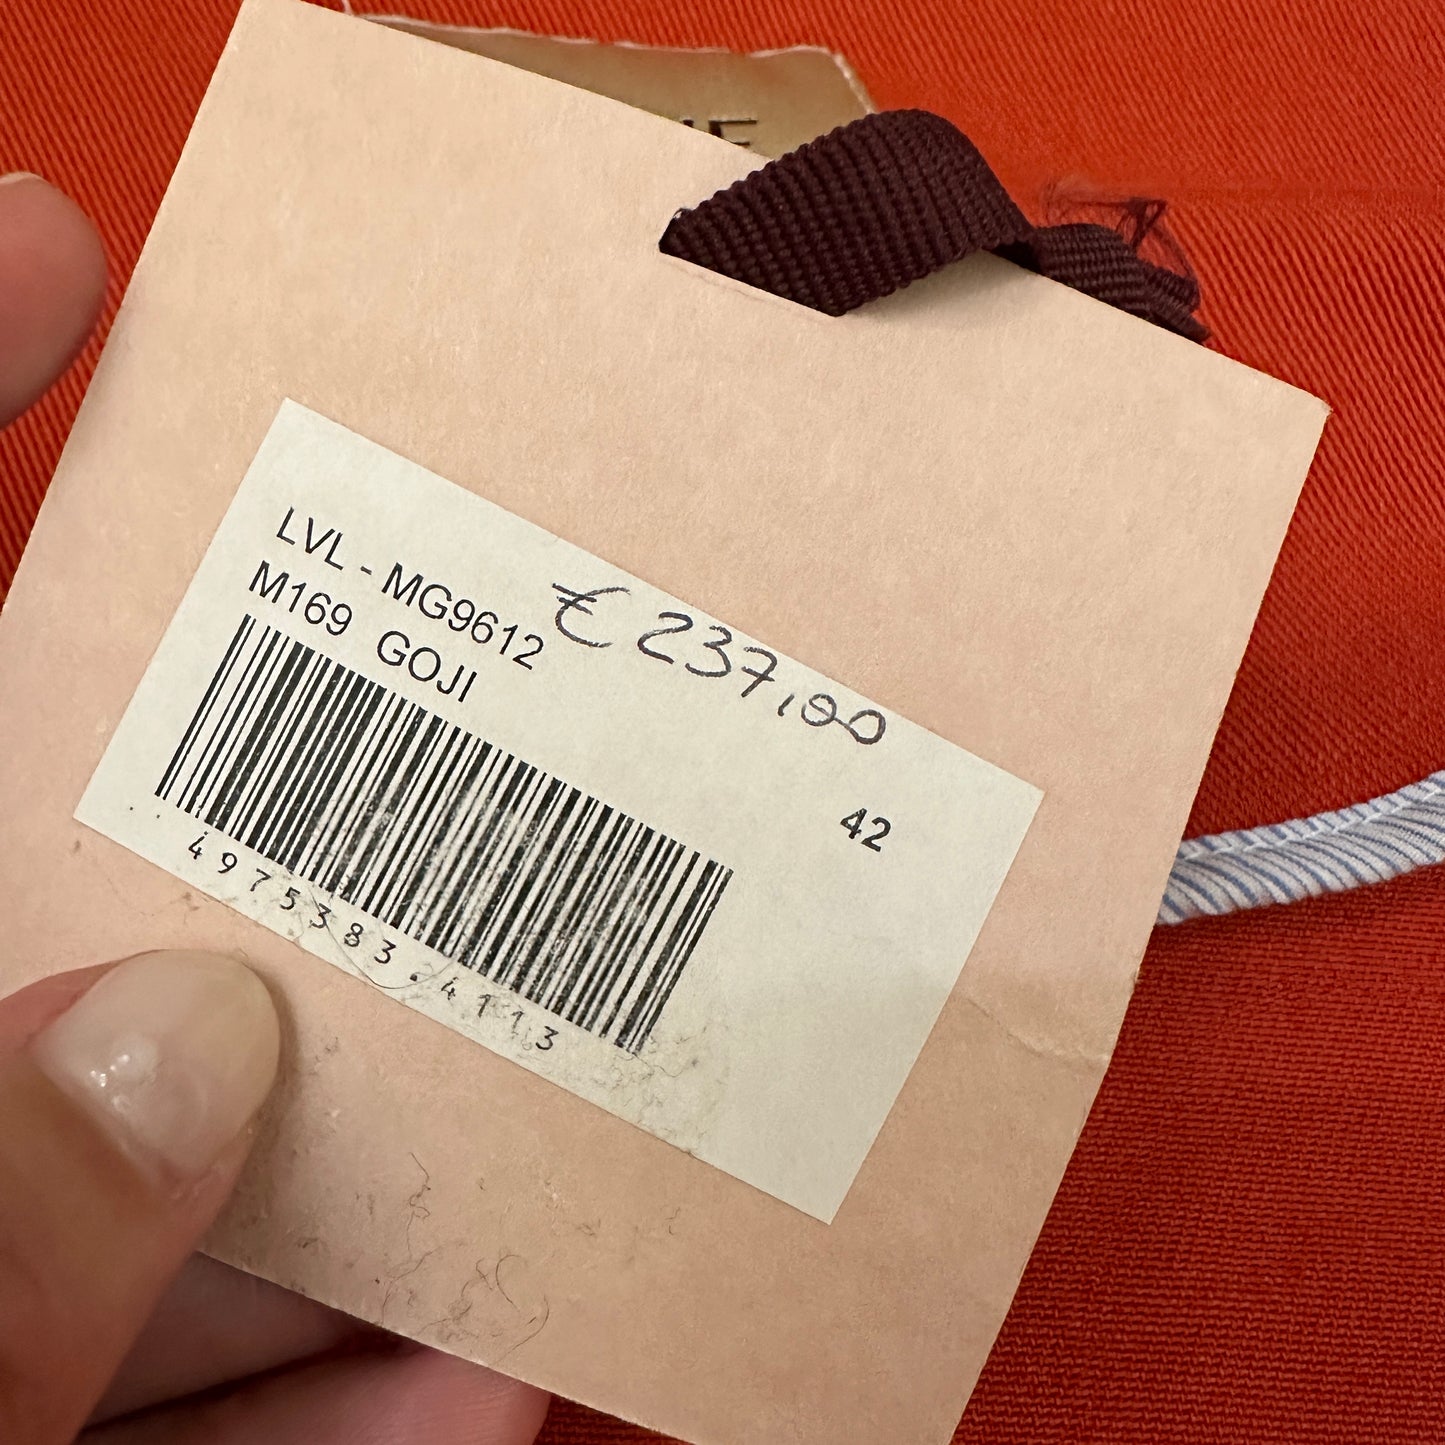 LVL - MG9612
€ 237,00
M169 GOJI
42
4975383.4113